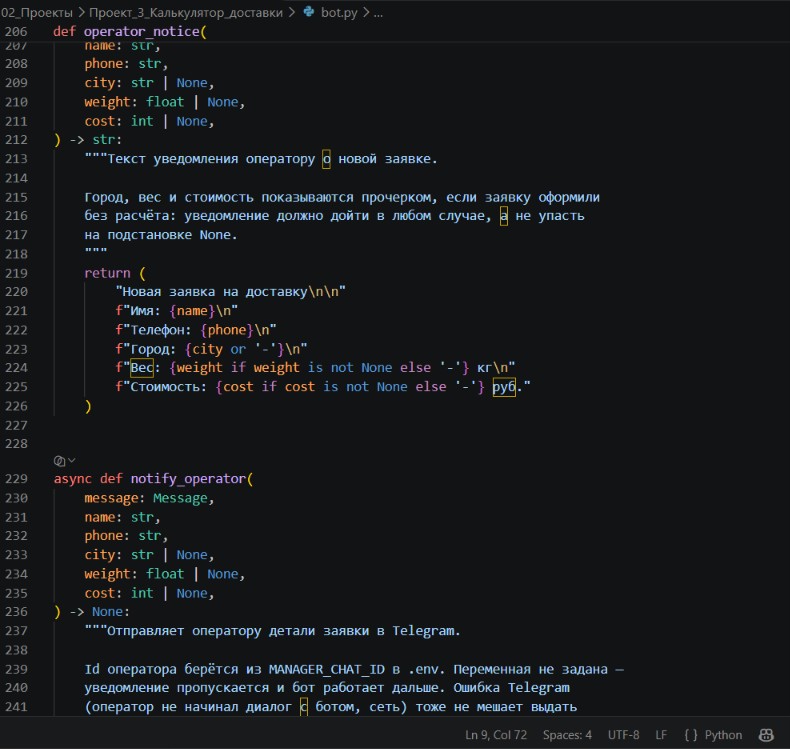 02_Проекты > Проект_3_Калькулятор_доставки > bot.py > ...
206 def operator_notice(
207 name: str,
208 phone: str,
209 city: str | None,
210 weight: float | None,
211 cost: int | None,
212 ) -> str:
213 """Текст уведомления оператору о новой заявке.
214
215 Город, вес и стоимость показываются прочерком, если заявку оформили
216 без расчёта: уведомление должно дойти в любом случае, а не упасть
217 на подстановке None.
218 """
219 return (
220 "Новая заявка на доставку\n\n"
221 f"Имя: {name}\n"
222 f"Телефон: {phone}\n"
223 f"Город: {city or '-'}\n"
224 f"Вес: {weight if weight is not None else '-'} кг\n"
225 f"Стоимость: {cost if cost is not None else '-'} руб."
226 )
227
228
229 async def notify_operator(
230 message: Message,
231 name: str,
232 phone: str,
233 city: str | None,
234 weight: float | None,
235 cost: int | None,
236 ) -> None:
237 """Отправляет оператору детали заявки в Telegram.
238
239 Id оператора берётся из MANAGER_CHAT_ID в .env. Переменная не задана —
240 уведомление пропускается и бот работает дальше. Ошибка Telegram
241 (оператор не начинал диалог с ботом, сеть) тоже не мешает выдать
Ln 9, Col 72 Spaces: 4 UTF-8 LF {} Python